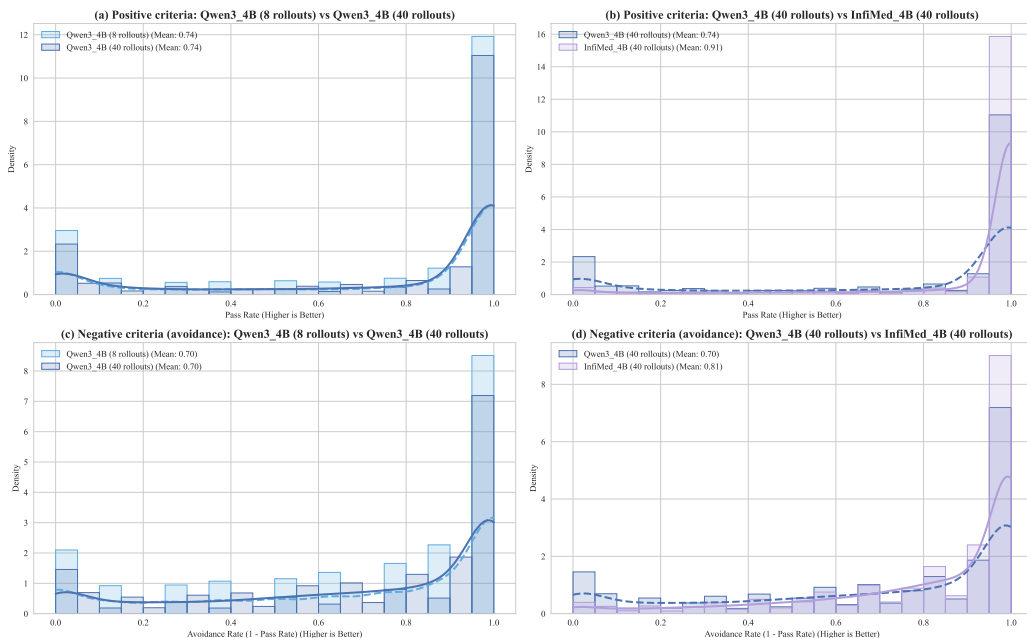 (a) Positive criteria: Qwen3_4B (8 rollouts) vs Qwen3_4B (40 rollouts)
Qwen3_4B (8 rollouts) (Mean: 0.74)
Qwen3_4B (40 rollouts) (Mean: 0.74)
12
10
8
6
4
2
0
Density
0.0
0.2
0.4
0.6
0.8
1.0
Pass Rate (Higher is Better)
(b) Positive criteria: Qwen3_4B (40 rollouts) vs InfiMed_4B (40 rollouts)
Qwen3_4B (40 rollouts) (Mean: 0.74)
InfiMed_4B (40 rollouts) (Mean: 0.91)
16
14
12
10
8
6
4
2
0
Density
0.0
0.2
0.4
0.6
0.8
1.0
Pass Rate (Higher is Better)
(c) Negative criteria (avoidance): Qwen3_4B (8 rollouts) vs Qwen3_4B (40 rollouts)
Qwen3_4B (8 rollouts) (Mean: 0.70)
Qwen3_4B (40 rollouts) (Mean: 0.70)
8
7
6
5
4
3
2
1
0
Density
0.0
0.2
0.4
0.6
0.8
1.0
Avoidance Rate (1 - Pass Rate) (Higher is Better)
(d) Negative criteria (avoidance): Qwen3_4B (40 rollouts) vs InfiMed_4B (40 rollouts)
Qwen3_4B (40 rollouts) (Mean: 0.70)
InfiMed_4B (40 rollouts) (Mean: 0.81)
8
6
4
2
0
Density
0.0
0.2
0.4
0.6
0.8
1.0
Avoidance Rate (1 - Pass Rate) (Higher is Better)